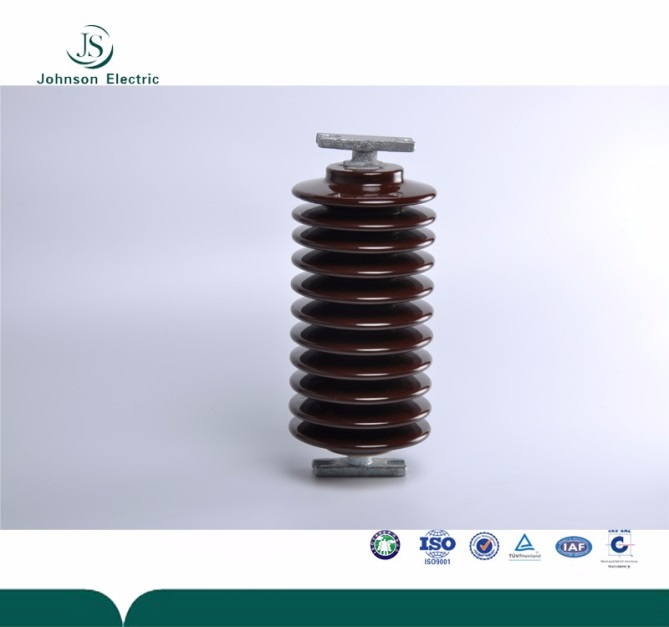 JS
Johnson Electric
ISO
ISO9001
TÜVRheinland
IAF